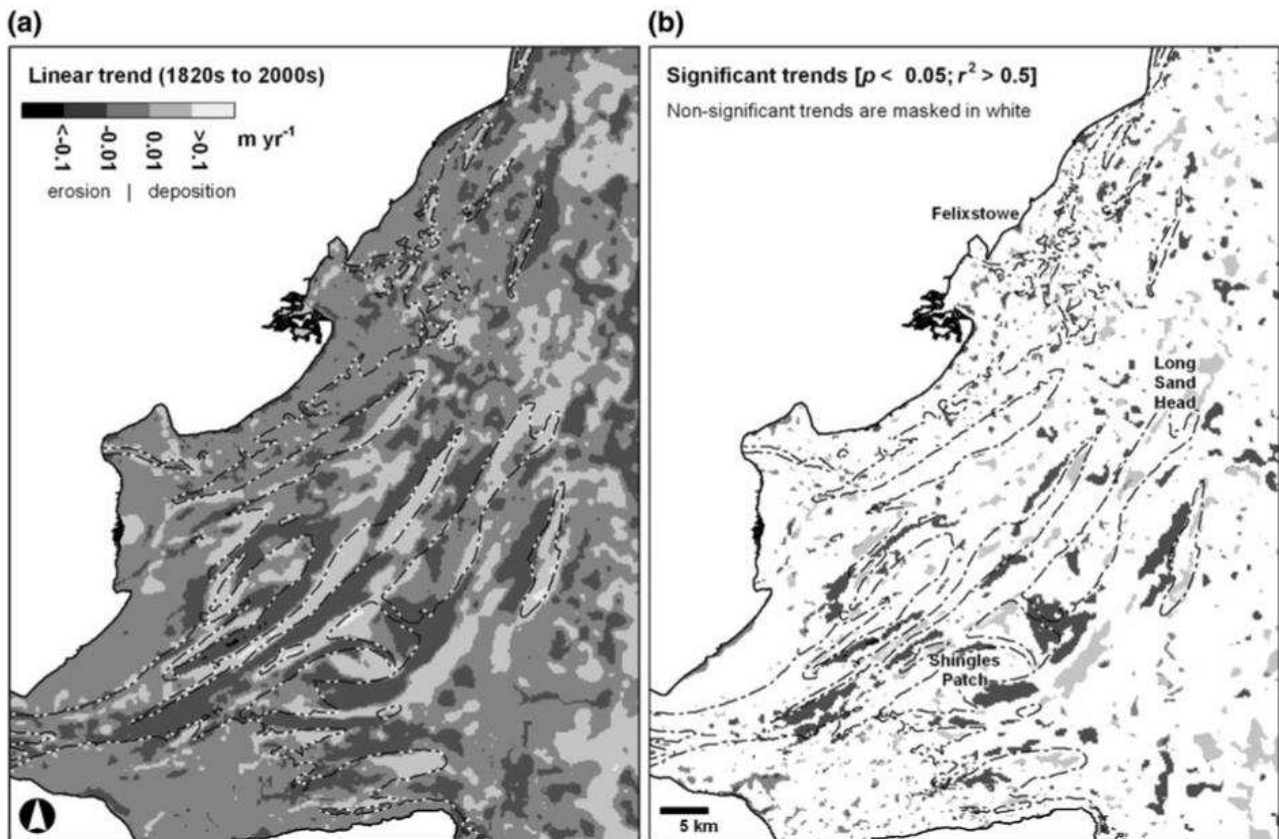 (a)
Linear trend (1820s to 2000s)
<-0.1
-0.01
0.01
>0.1
m yr⁻¹
erosion | deposition
(b)
Significant trends [p < 0.05; r² > 0.5]
Non-significant trends are masked in white
Felixstowe
Long
Sand
Head
Shingles
Patch
5 km